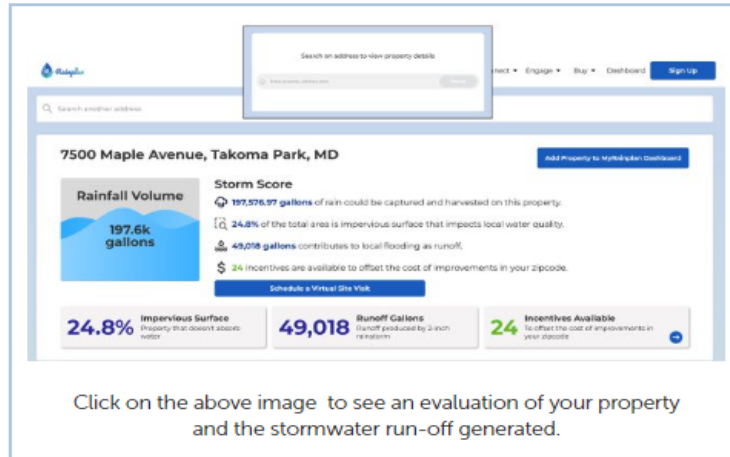 Search an address to view property details
Rainplan
Engage
Buy
Dashboard
Sign Up
Search another address
7500 Maple Avenue, Takoma Park, MD
Add Property to MyRainplan Dashboard
Rainfall Volume
197.6k
gallons
Storm Score
197,576.97 gallons of rain could be captured and harvested on this property.
24.8% of the total area is impervious surface that impacts local water quality.
49,018 gallons contributes to local flooding as runoff.
$ 24 incentives are available to offset the cost of improvements in your zipcode.
Schedule a Virtual Site Visit
24.8%
Impervious Surface
Property that doesn't absorb
water
49,018
Runoff Gallons
Runoff produced by 2-inch
rainstorm
24
Incentives Available
To offset the cost of improvements in
your zipcode
Click on the above image to see an evaluation of your property
and the stormwater run-off generated.